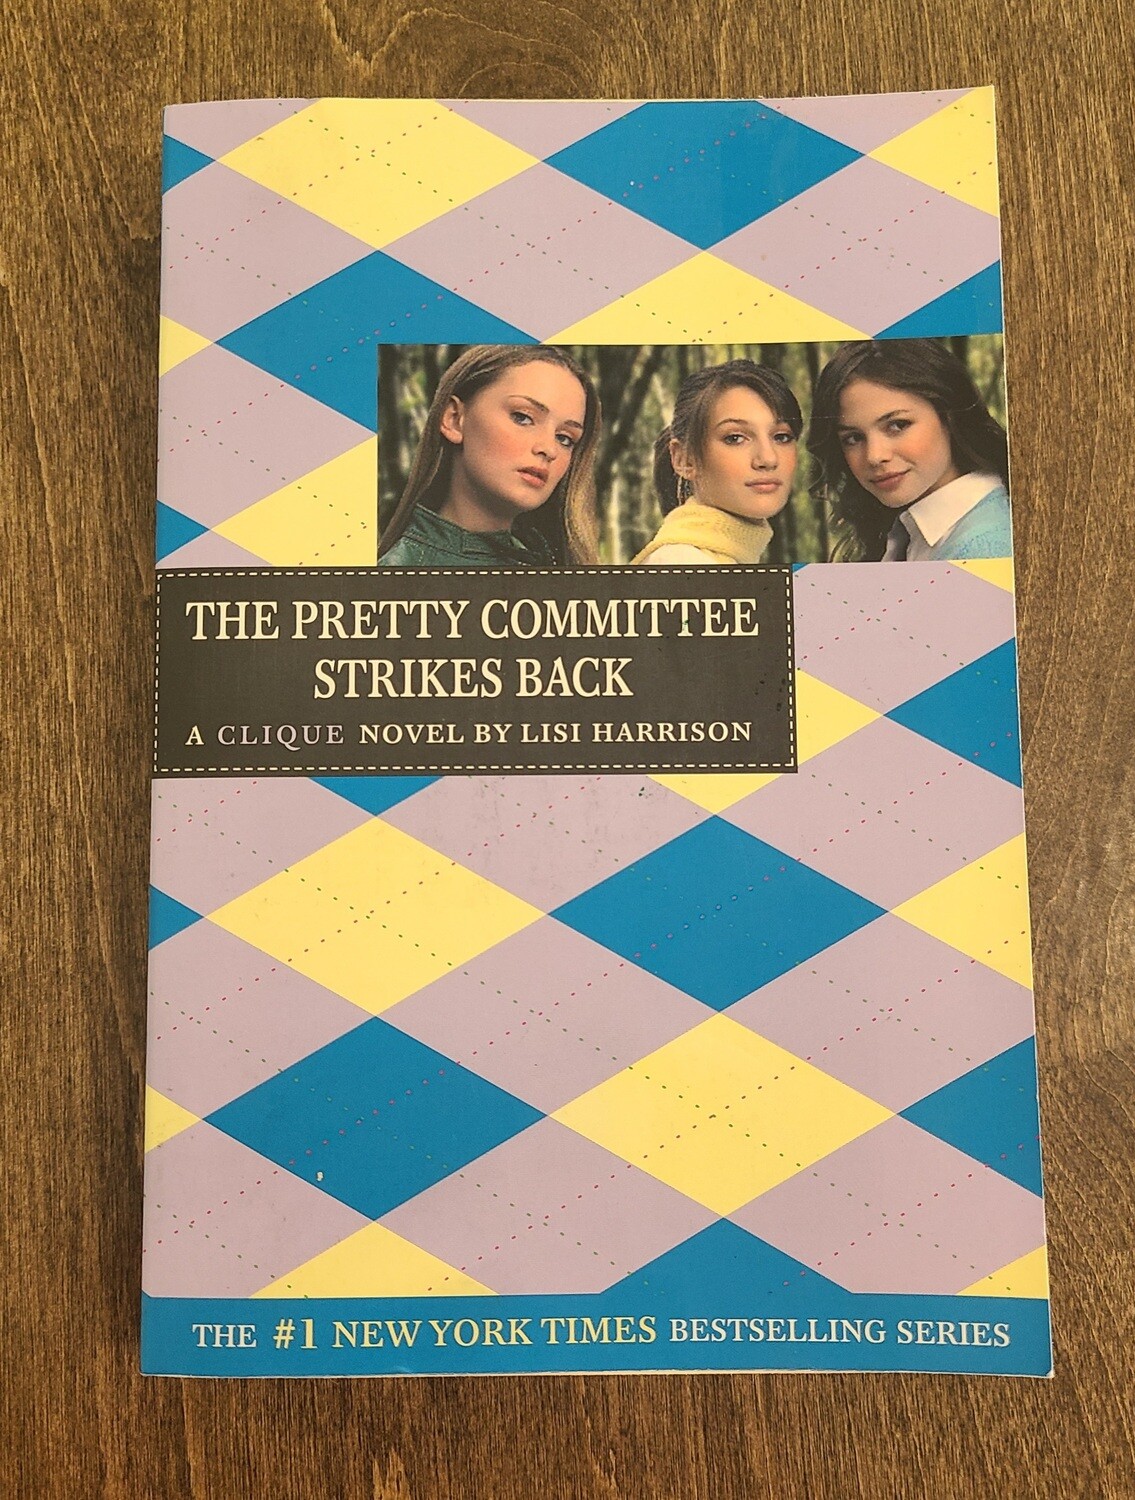 THE PRETTY COMMITTEE
STRIKES BACK
A CLIQUE NOVEL BY LISI HARRISON
THE #1 NEW YORK TIMES BESTSELLING SERIES